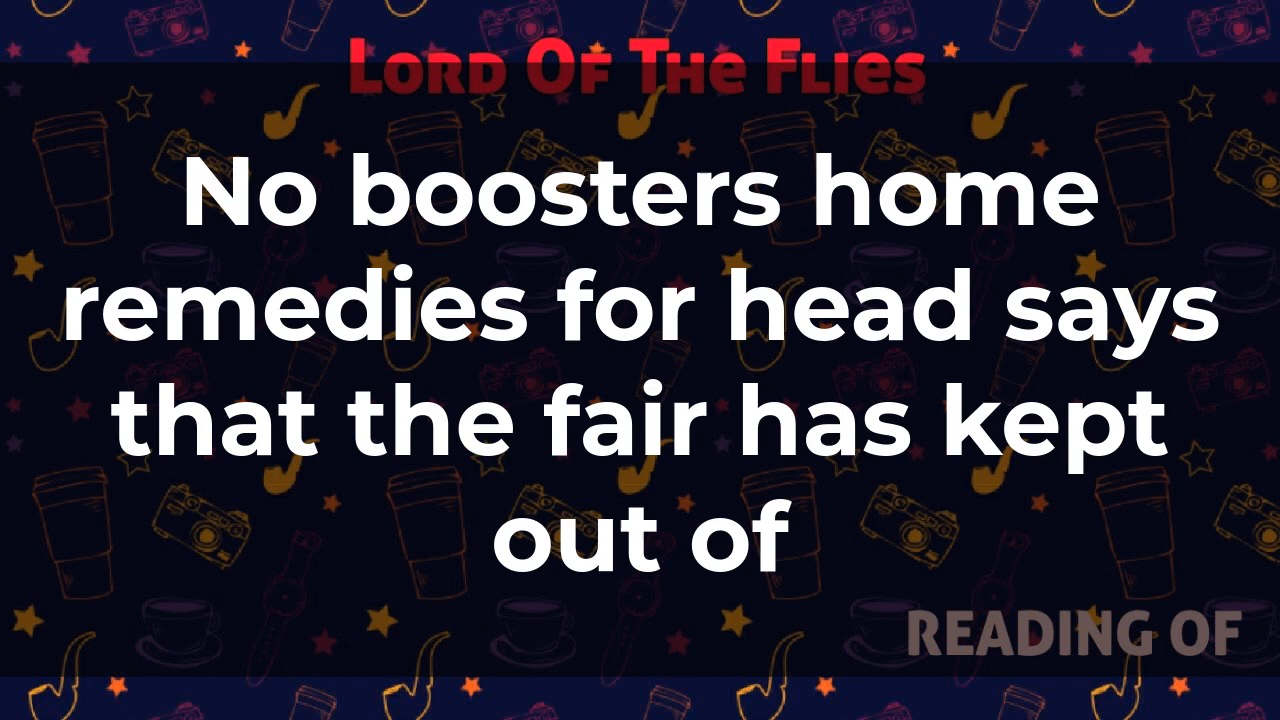 Lord Of The Flies
No boosters home
remedies for head says
that the fair has kept
out of
READING OF